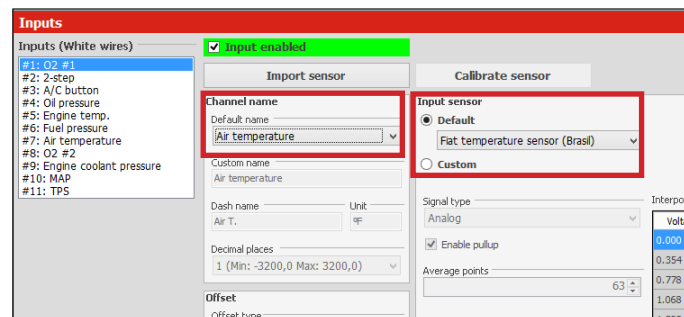 Inputs
Inputs (White wires)
#1: O2 #1
#2: 2-step
#3: A/C button
#4: Oil pressure
#5: Engine temp.
#6: Fuel pressure
#7: Air temperature
#8: O2 #2
#9: Engine coolant pressure
#10: MAP
#11: TPS
Input enabled
Import sensor
Calibrate sensor
Channel name
Default name
Air temperature
Custom name
Air temperature
Dash name
Unit
Air T.
ºF
Decimal places
1 (Min: -3200,0 Max: 3200,0)
Offset
Offset type
Input sensor
Default
Fiat temperature sensor (Brasil)
Custom
Signal type
Analog
Enable pullup
Average points
63
Interpo
Volt
0.000
0.354
0.778
1.068